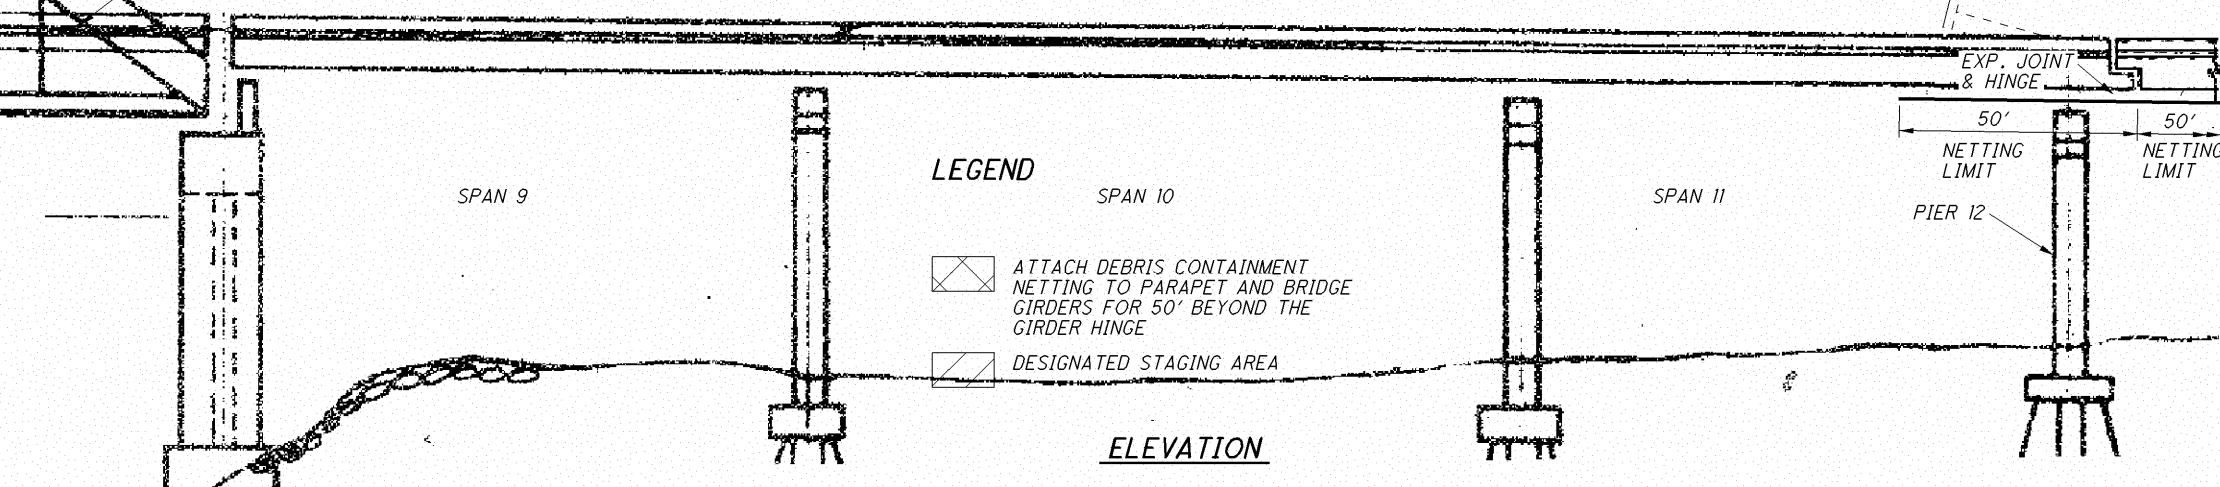 EXP. JOINT
& HINGE
50'
50'
NETTING
LIMIT
NETTING
LIMIT
LEGEND
SPAN 9
SPAN 10
SPAN 11
PIER 12
ATTACH DEBRIS CONTAINMENT
NETTING TO PARAPET AND BRIDGE
GIRDERS FOR 50' BEYOND THE
GIRDER HINGE
DESIGNATED STAGING AREA
ELEVATION